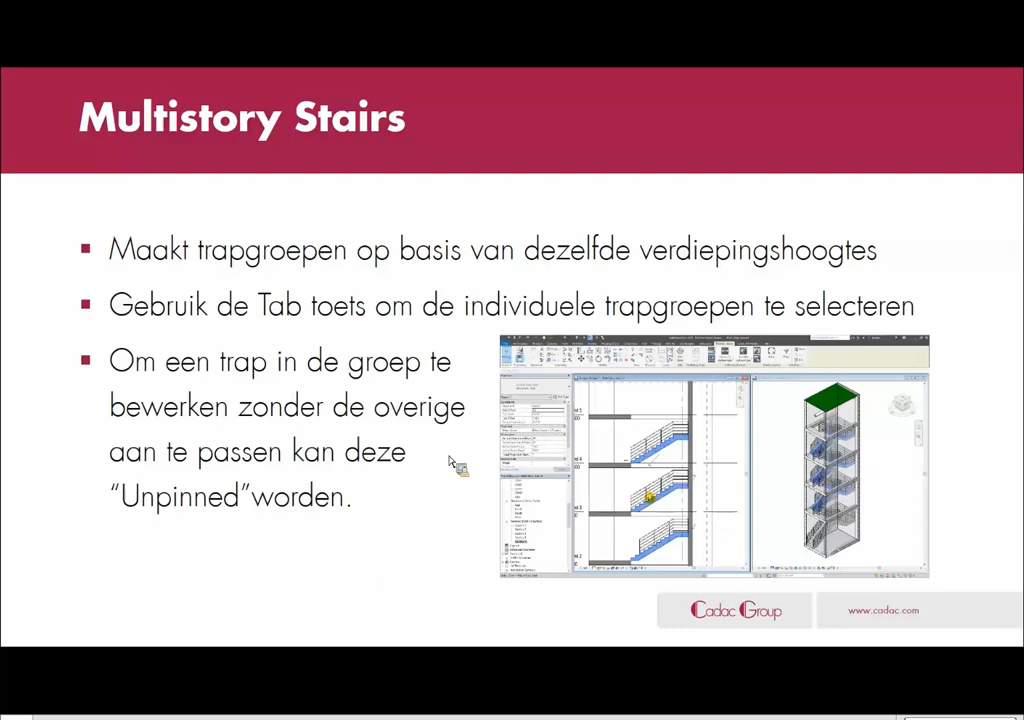 Multistory Stairs
Maakt trapgroepen op basis van dezelfde verdiepingshoogtes
Gebruik de Tab toets om de individuele trapgroepen te selecteren
Om een trap in de groep te
bewerken zonder de overige
aan te passen kan deze
“Unpinned”worden.
Cadac Group
www.cadac.com